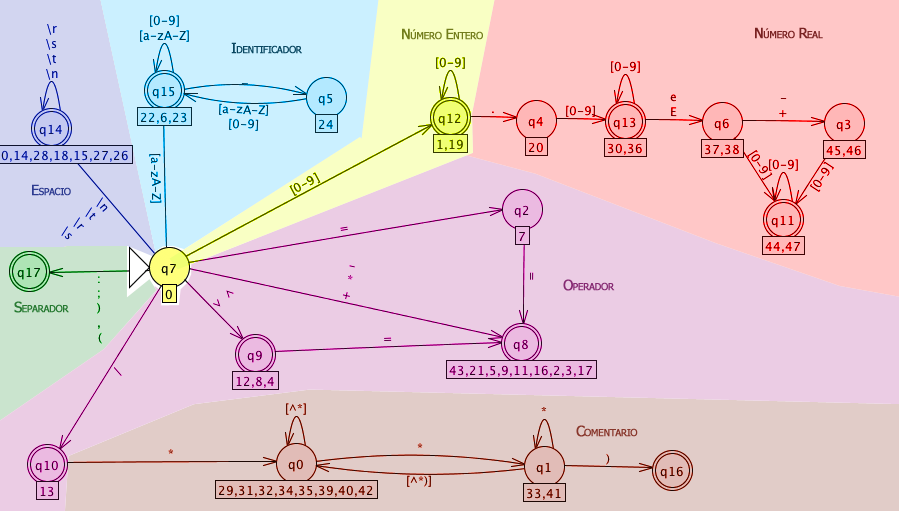 \r
\s
\t
\n
q14
0,14,28,18,15,27,26
ESPACIO
\n
\t
\r
\s
[0-9]
[a-zA-Z]
IDENTIFICADOR
q15
22,6,23
_
[a-zA-Z]
[0-9]
q5
24
[a-zA-Z]
NÚMERO ENTERO
[0-9]
q12
1,19
[0-9]
NÚMERO REAL
.
q4
20
[0-9]
[0-9]
q13
30,36
e
E
q6
37,38
-
+
q3
45,46
[0-9]
[0-9]
[0-9]
q11
44,47
q17
SEPARADOR
:
;
)
,
(
q7
0
=
q2
7
=
OPERADOR
-
*
+
q8
43,21,5,9,11,16,2,3,17
< >
q9
12,8,4
=
/
q10
13
*
[^*]
q0
29,31,32,34,35,39,40,42
*
[^*)]
*
q1
33,41
COMENTARIO
)
q16